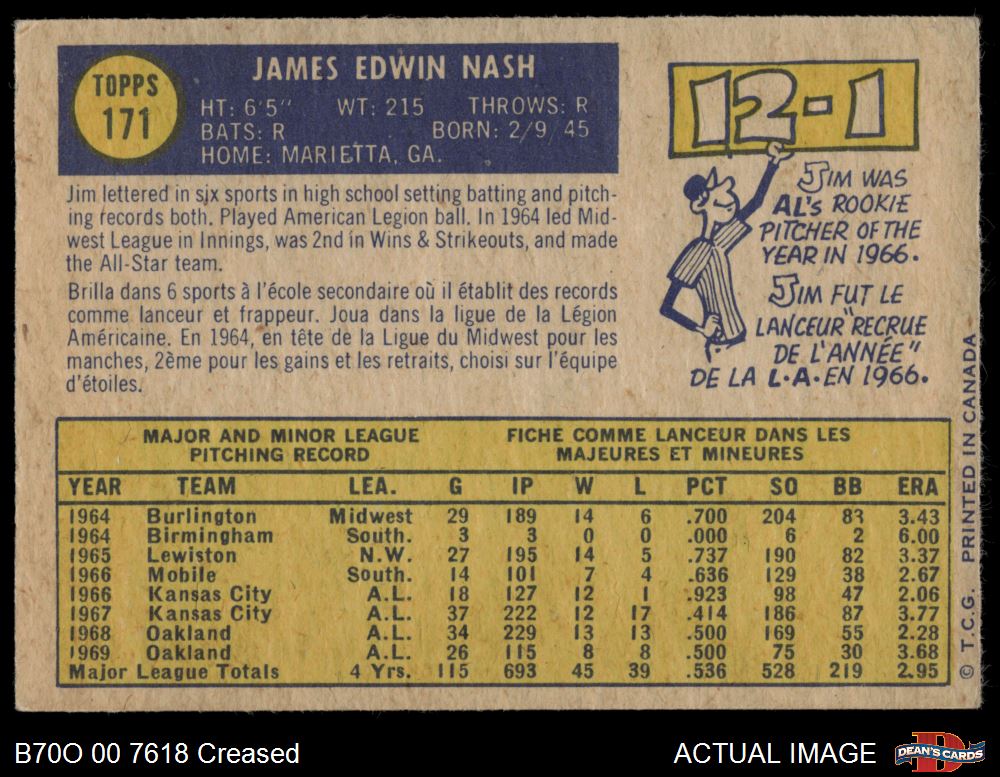 TOPPS
171
JAMES EDWIN NASH
HT: 6'5" WT: 215 THROWS: R
BATS: R BORN: 2/9/45
HOME: MARIETTA, GA.
Jim lettered in six sports in high school setting batting and pitch-
ing records both. Played American Legion ball. In 1964 led Mid-
west League in Innings, was 2nd in Wins & Strikeouts, and made
the All-Star team.
Brilla dans 6 sports à l'école secondaire où il établit des records
comme lanceur et frappeur. Joua dans la ligue de la Légion
Américaine. En 1964, en tête de la Ligue du Midwest pour les
manches, 2ème pour les gains et les retraits, choisi sur l'équipe
d'étoiles.
12-1
JIM WAS
AL's ROOKIE
PITCHER OF THE
YEAR IN 1966.
JIM FUT LE
LANCEUR "RECRUE
DE L'ANNÉE"
DE LA L.A. EN 1966.
MAJOR AND MINOR LEAGUE
PITCHING RECORD
FICHE COMME LANCEUR DANS LES
MAJEURES ET MINEURES
YEAR TEAM LEA. G IP W L PCT SO BB ERA
1964 Burlington Midwest 29 189 14 6 .700 204 83 3.43
1964 Birmingham South. 3 3 0 0 .000 6 2 6.00
1965 Lewiston N.W. 27 195 14 5 .737 190 82 3.37
1966 Mobile South. 14 101 7 4 .636 129 38 2.67
1966 Kansas City A.L. 18 127 12 1 .923 98 47 2.06
1967 Kansas City A.L. 37 222 12 17 .414 186 87 3.77
1968 Oakland A.L. 34 229 13 13 .500 169 55 2.28
1969 Oakland A.L. 26 115 8 8 .500 75 30 3.68
Major League Totals 4 Yrs. 115 693 45 39 .536 528 219 2.95
© T.C.G. PRINTED IN CANADA
B70O 00 7618 Creased
ACTUAL IMAGE
DEAN'S CARDS